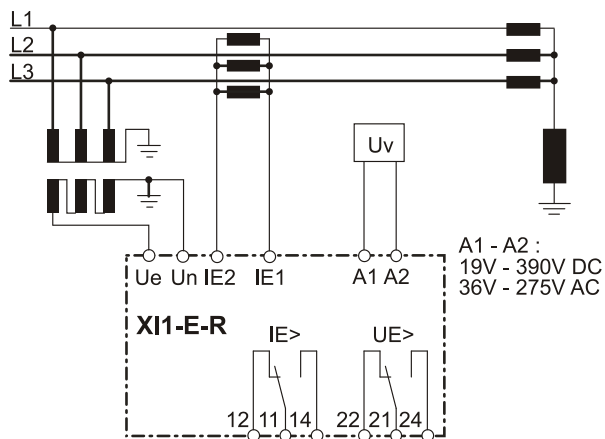 L1
L2
L3
Uv
Ue Un IE2 IE1 A1 A2
A1 - A2 :
19V - 390V DC
36V - 275V AC
XI1-E-R
IE> UE>
12 11 14 22 21 24